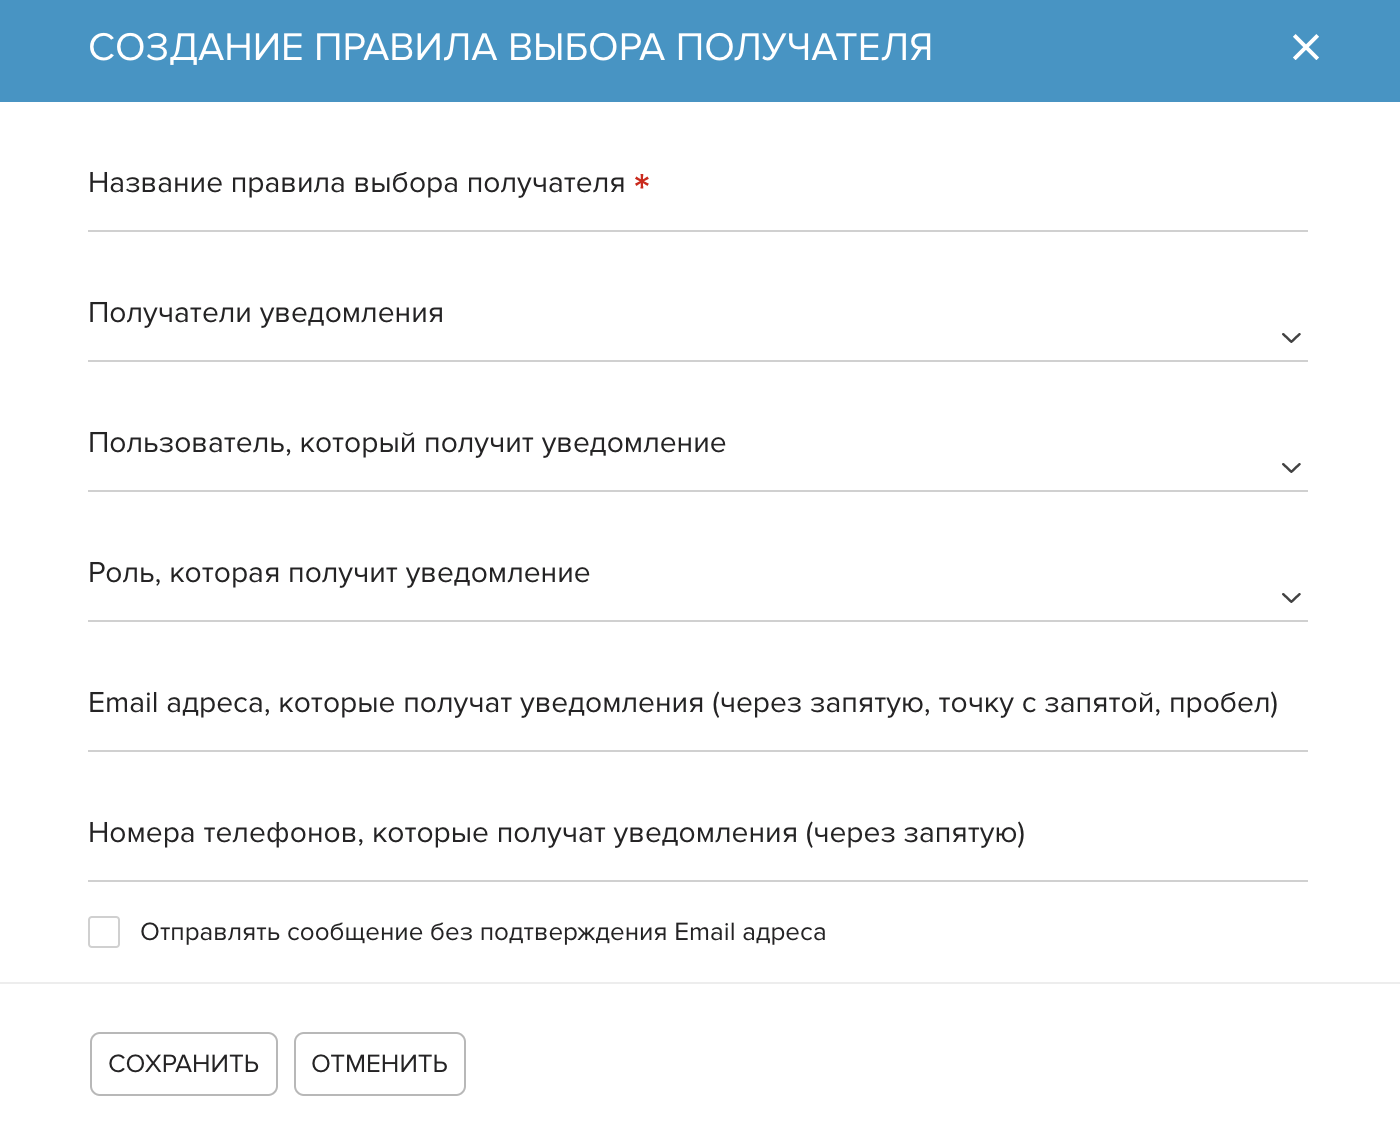 СОЗДАНИЕ ПРАВИЛА ВЫБОРА ПОЛУЧАТЕЛЯ
Название правила выбора получателя *
Получатели уведомления
Пользователь, который получит уведомление
Роль, которая получит уведомление
Email адреса, которые получат уведомления (через запятую, точку с запятой, пробел)
Номера телефонов, которые получат уведомления (через запятую)
Отправлять сообщение без подтверждения Email адреса
СОХРАНИТЬ ОТМЕНИТЬ